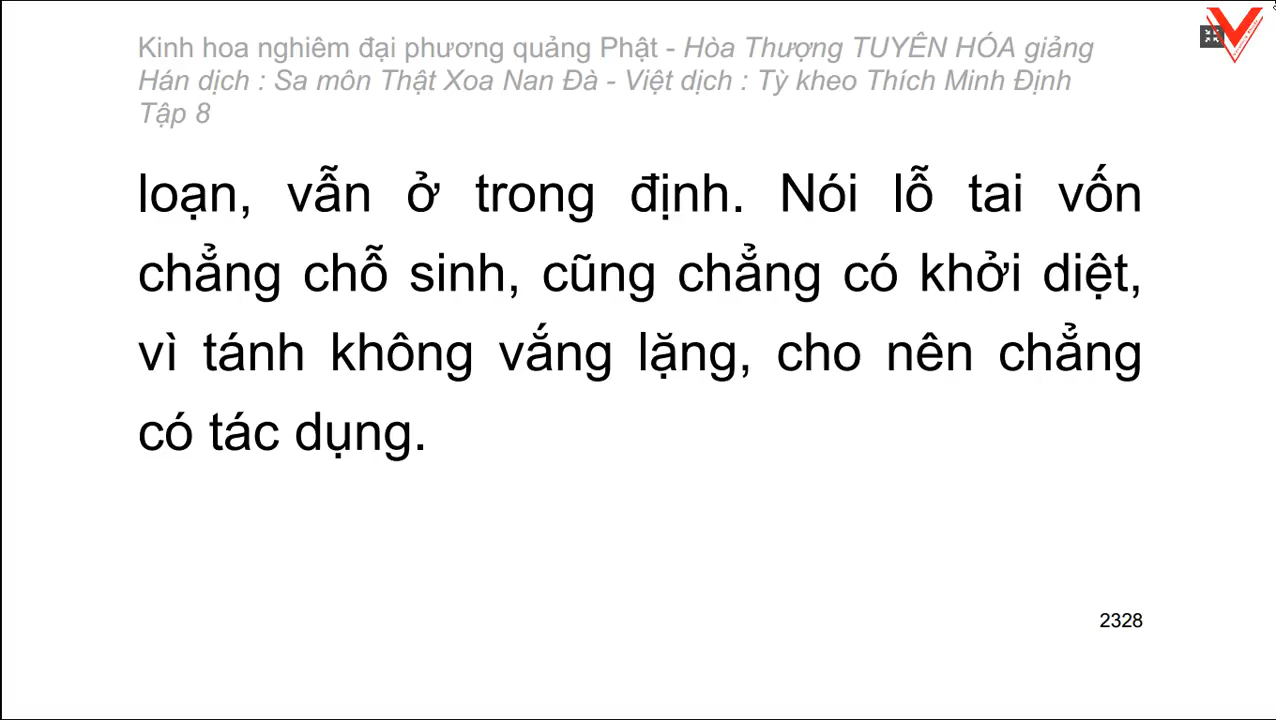 Kinh hoa nghiêm đại phương quảng Phật - Hòa Thượng TUYÊN HÓA giảng
Hán dịch : Sa môn Thật Xoa Nan Đà - Việt dịch : Tỳ kheo Thích Minh Định
Tập 8
loạn, vẫn ở trong định. Nói lỗ tai vốn
chẳng chỗ sinh, cũng chẳng có khởi diệt,
vì tánh không vắng lặng, cho nên chẳng
có tác dụng.
2328